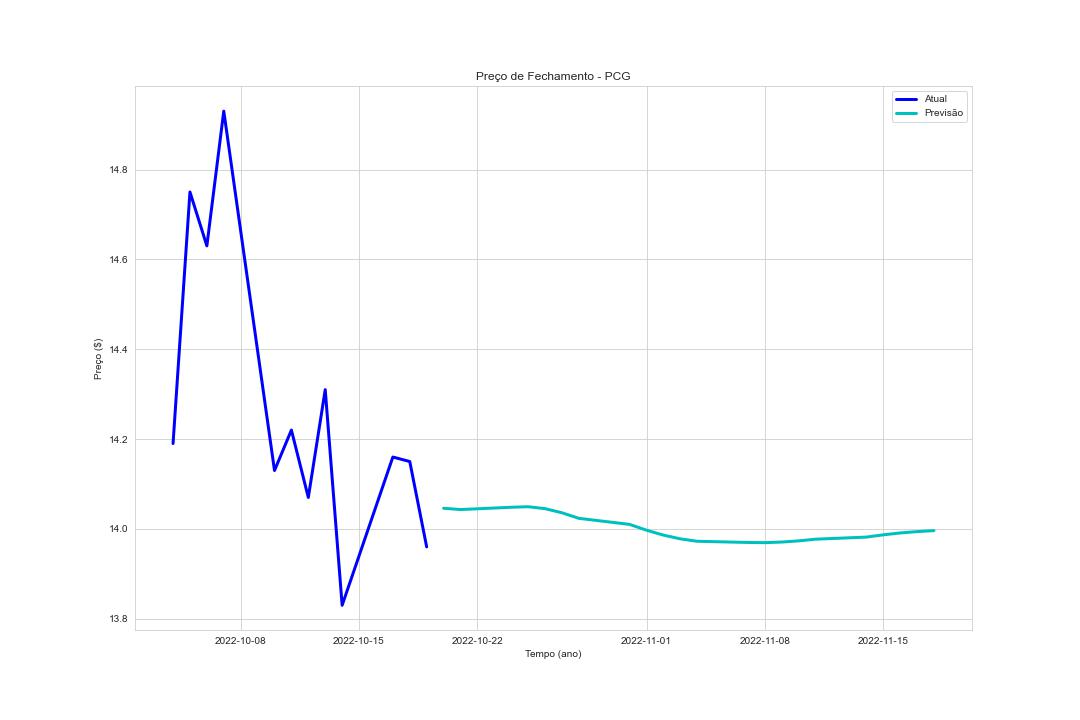 Preço de Fechamento - PCG
Atual
Previsão
Preço ($)
14.8
14.6
14.4
14.2
14.0
13.8
2022-10-08 2022-10-15 2022-10-22 2022-11-01 2022-11-08 2022-11-15
Tempo (ano)